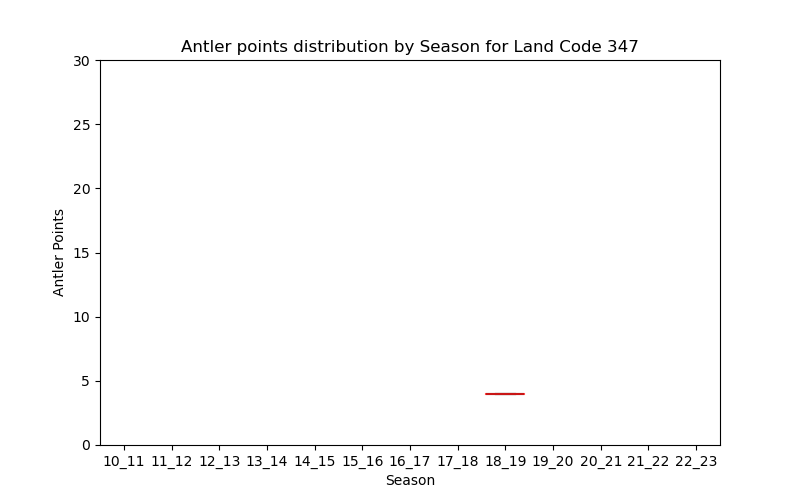 Antler points distribution by Season for Land Code 347
30
25
20
15
10
5
0
Antler Points
10_11 11_12 12_13 13_14 14_15 15_16 16_17 17_18 18_19 19_20 20_21 21_22 22_23
Season